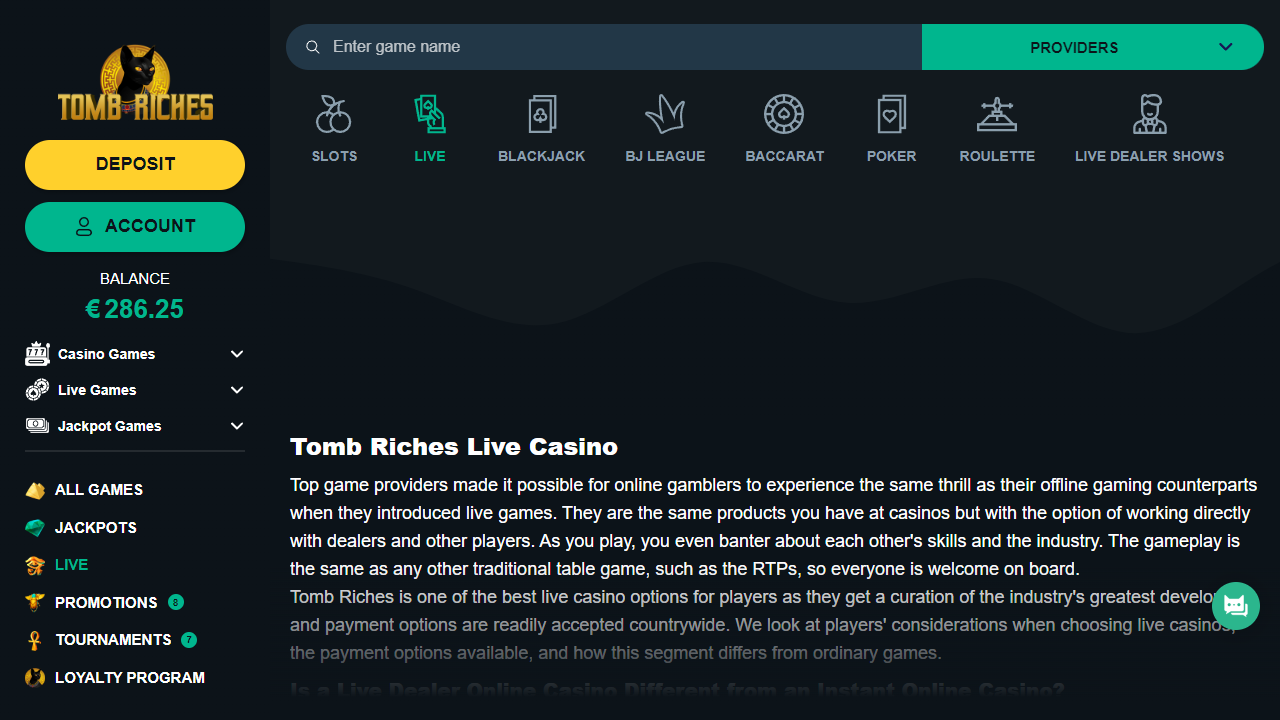 TOMB RICHES
DEPOSIT
ACCOUNT
BALANCE
€ 286.25
Casino Games
Live Games
Jackpot Games
ALL GAMES
JACKPOTS
LIVE
PROMOTIONS 8
TOURNAMENTS 7
LOYALTY PROGRAM
Enter game name
PROVIDERS
SLOTS
LIVE
BLACKJACK
BJ LEAGUE
BACCARAT
POKER
ROULETTE
LIVE DEALER SHOWS
Tomb Riches Live Casino
Top game providers made it possible for online gamblers to experience the same thrill as their offline gaming counterparts
when they introduced live games. They are the same products you have at casinos but with the option of working directly
with dealers and other players. As you play, you even banter about each other's skills and the industry. The gameplay is
the same as any other traditional table game, such as the RTPs, so everyone is welcome on board.
Tomb Riches is one of the best live casino options for players as they get a curation of the industry's greatest
and payment options are readily accepted countrywide. We look at players' considerations when choosing live casinos,
the payment options available, and how this segment differs from ordinary games.
Is a Live Dealer Online Casino Different from an Instant Online Casino?